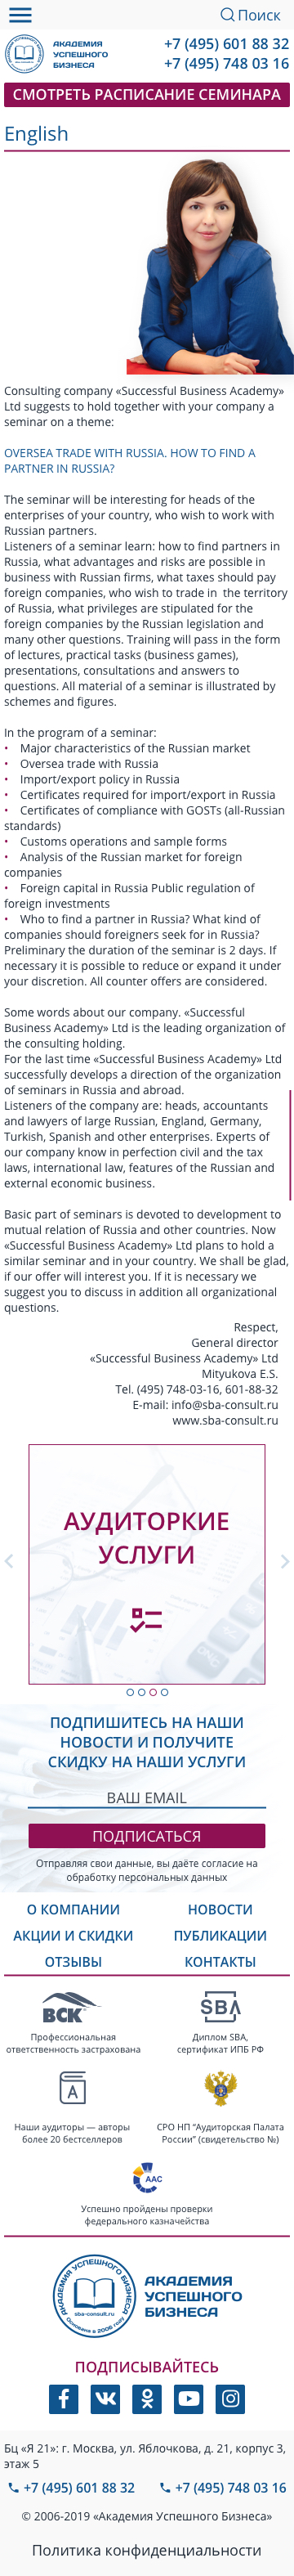 Поиск
АКАДЕМИЯ
УСПЕШНОГО
БИЗНЕСА
+7 (495) 601 88 32
+7 (495) 748 03 16
СМОТРЕТЬ РАСПИСАНИЕ СЕМИНАРА
English
Consulting company «Successful Business Academy»
Ltd suggests to hold together with your company a
seminar on a theme:
OVERSEA TRADE WITH RUSSIA. HOW TO FIND A
PARTNER IN RUSSIA?
The seminar will be interesting for heads of the
enterprises of your country, who wish to work with
Russian partners.
Listeners of a seminar learn: how to find partners in
Russia, what advantages and risks are possible in
business with Russian firms, what taxes should pay
foreign companies, who wish to trade in the territory
of Russia, what privileges are stipulated for the
foreign companies by the Russian legislation and
many other questions. Training will pass in the form
of lectures, practical tasks (business games),
presentations, consultations and answers to
questions. All material of a seminar is illustrated by
schemes and figures.
In the program of a seminar:
• Major characteristics of the Russian market
• Oversea trade with Russia
• Import/export policy in Russia
• Certificates required for import/export in Russia
• Certificates of compliance with GOSTs (all-Russian
standards)
• Customs operations and sample forms
• Analysis of the Russian market for foreign
companies
• Foreign capital in Russia Public regulation of
foreign investments
• Who to find a partner in Russia? What kind of
companies should foreigners seek for in Russia?
Preliminary the duration of the seminar is 2 days. If
necessary it is possible to reduce or expand it under
your discretion. All counter offers are considered.
Some words about our company. «Successful
Business Academy» Ltd is the leading organization of
the consulting holding.
For the last time «Successful Business Academy» Ltd
successfully develops a direction of the organization
of seminars in Russia and abroad.
Listeners of the company are: heads, accountants
and lawyers of large Russian, England, Germany,
Turkish, Spanish and other enterprises. Experts of
our company know in perfection civil and the tax
laws, international law, features of the Russian and
external economic business.
Basic part of seminars is devoted to development to
mutual relation of Russia and other countries. Now
«Successful Business Academy» Ltd plans to hold a
similar seminar and in your country. We shall be glad,
if our offer will interest you. If it is necessary we
suggest you to discuss in addition all organizational
questions.
Respect,
General director
«Successful Business Academy» Ltd
Mityukova E.S.
Tel. (495) 748-03-16, 601-88-32
E-mail: info@sba-consult.ru
www.sba-consult.ru
АУДИТОРКИЕ
УСЛУГИ
ПОДПИШИТЕСЬ НА НАШИ
НОВОСТИ И ПОЛУЧИТЕ
СКИДКУ НА НАШИ УСЛУГИ
ВАШ EMAIL
ПОДПИСАТЬСЯ
Отправляя свои данные, вы даёте согласие на
обработку персональных данных
О КОМПАНИИ
НОВОСТИ
АКЦИИ И СКИДКИ
ПУБЛИКАЦИИ
ОТЗЫВЫ
КОНТАКТЫ
ВСК
Профессиональная
ответственность застрахована
SBA
Диплом SBA,
сертификат ИПБ РФ
А
Наши аудиторы — авторы
более 20 бестселлеров
СРО НП “Аудиторская Палата
России” (свидетельство №)
ААС
Успешно пройдены проверки
федерального казначейства
АКАДЕМИЯ УСПЕШНОГО БИЗНЕСА
sba-consult.ru
основана в 2006 году
АКАДЕМИЯ
УСПЕШНОГО
БИЗНЕСА
ПОДПИСЫВАЙТЕСЬ
Бц «Я 21»: г. Москва, ул. Яблочкова, д. 21, корпус 3,
этаж 5
+7 (495) 601 88 32
+7 (495) 748 03 16
© 2006-2019 «Академия Успешного Бизнеса»
Политика конфиденциальности